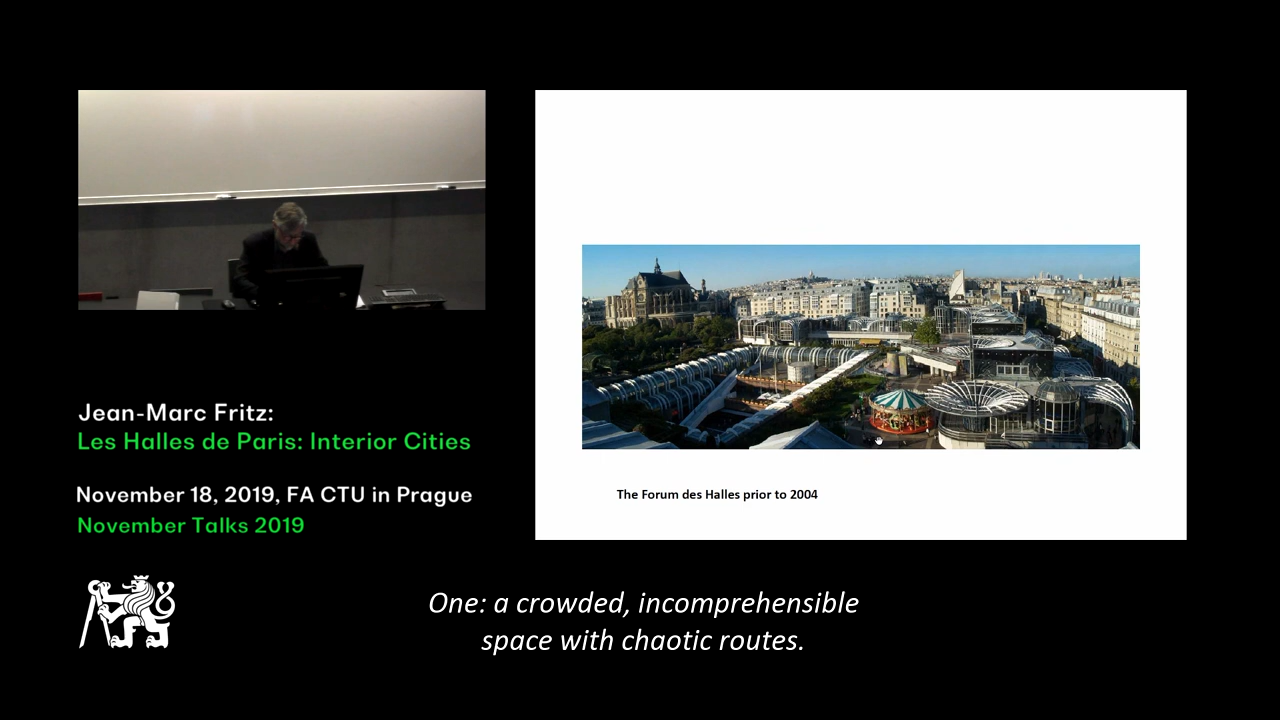 Jean-Marc Fritz:
Les Halles de Paris: Interior Cities
November 18, 2019, FA CTU in Prague
November Talks 2019
The Forum des Halles prior to 2004
One: a crowded, incomprehensible
space with chaotic routes.